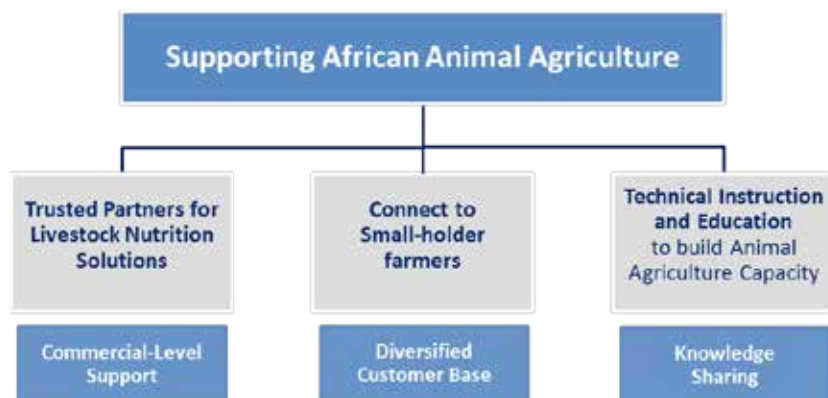 Supporting African Animal Agriculture
Trusted Partners for
Livestock Nutrition
Solutions
Connect to
Small-holder
farmers
Technical Instruction
and Education
to build Animal
Agriculture Capacity
Commercial-Level
Support
Diversified
Customer Base
Knowledge
Sharing